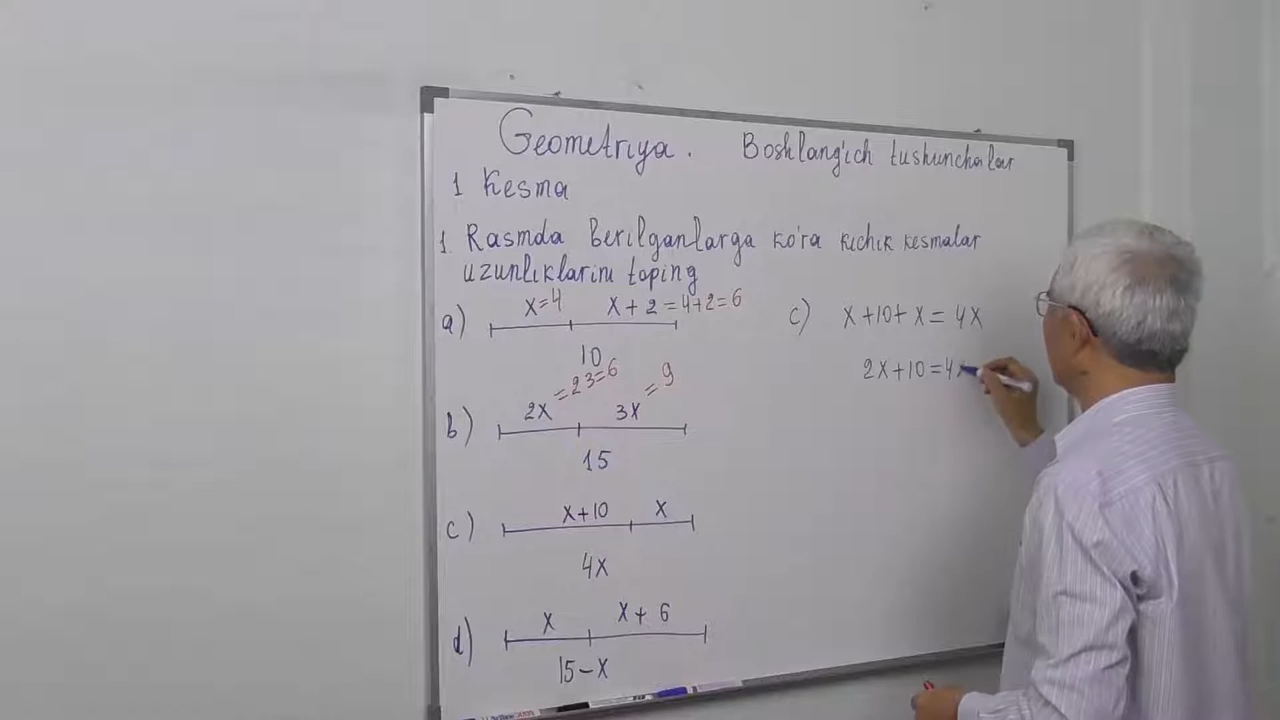 Geometriya. Boshlang'ich tushunchalar
1 Kesma
1. Rasmda Berilganlarga ko'ra kichik kesmalar
uzunliklarini toping
a) x=4 x+2=4+2=6
10
b) 2x=2·3=6 3x=9
15
c) x+10 x
4x
d) x x+6
15-x
c) x+10+x=4x
2x+10=4x